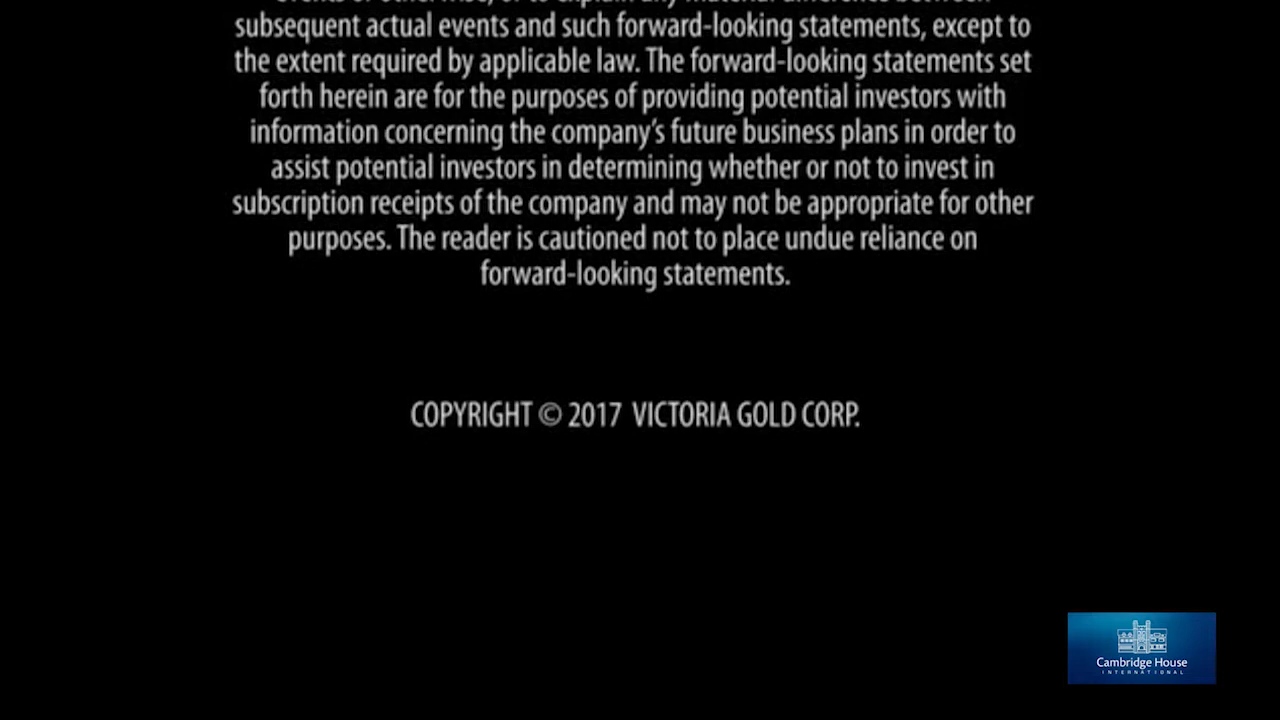 subsequent actual events and such forward-looking statements, except to
the extent required by applicable law. The forward-looking statements set
forth herein are for the purposes of providing potential investors with
information concerning the company's future business plans in order to
assist potential investors in determining whether or not to invest in
subscription receipts of the company and may not be appropriate for other
purposes. The reader is cautioned not to place undue reliance on
forward-looking statements.
COPYRIGHT © 2017 VICTORIA GOLD CORP.
Cambridge House
INTERNATIONAL